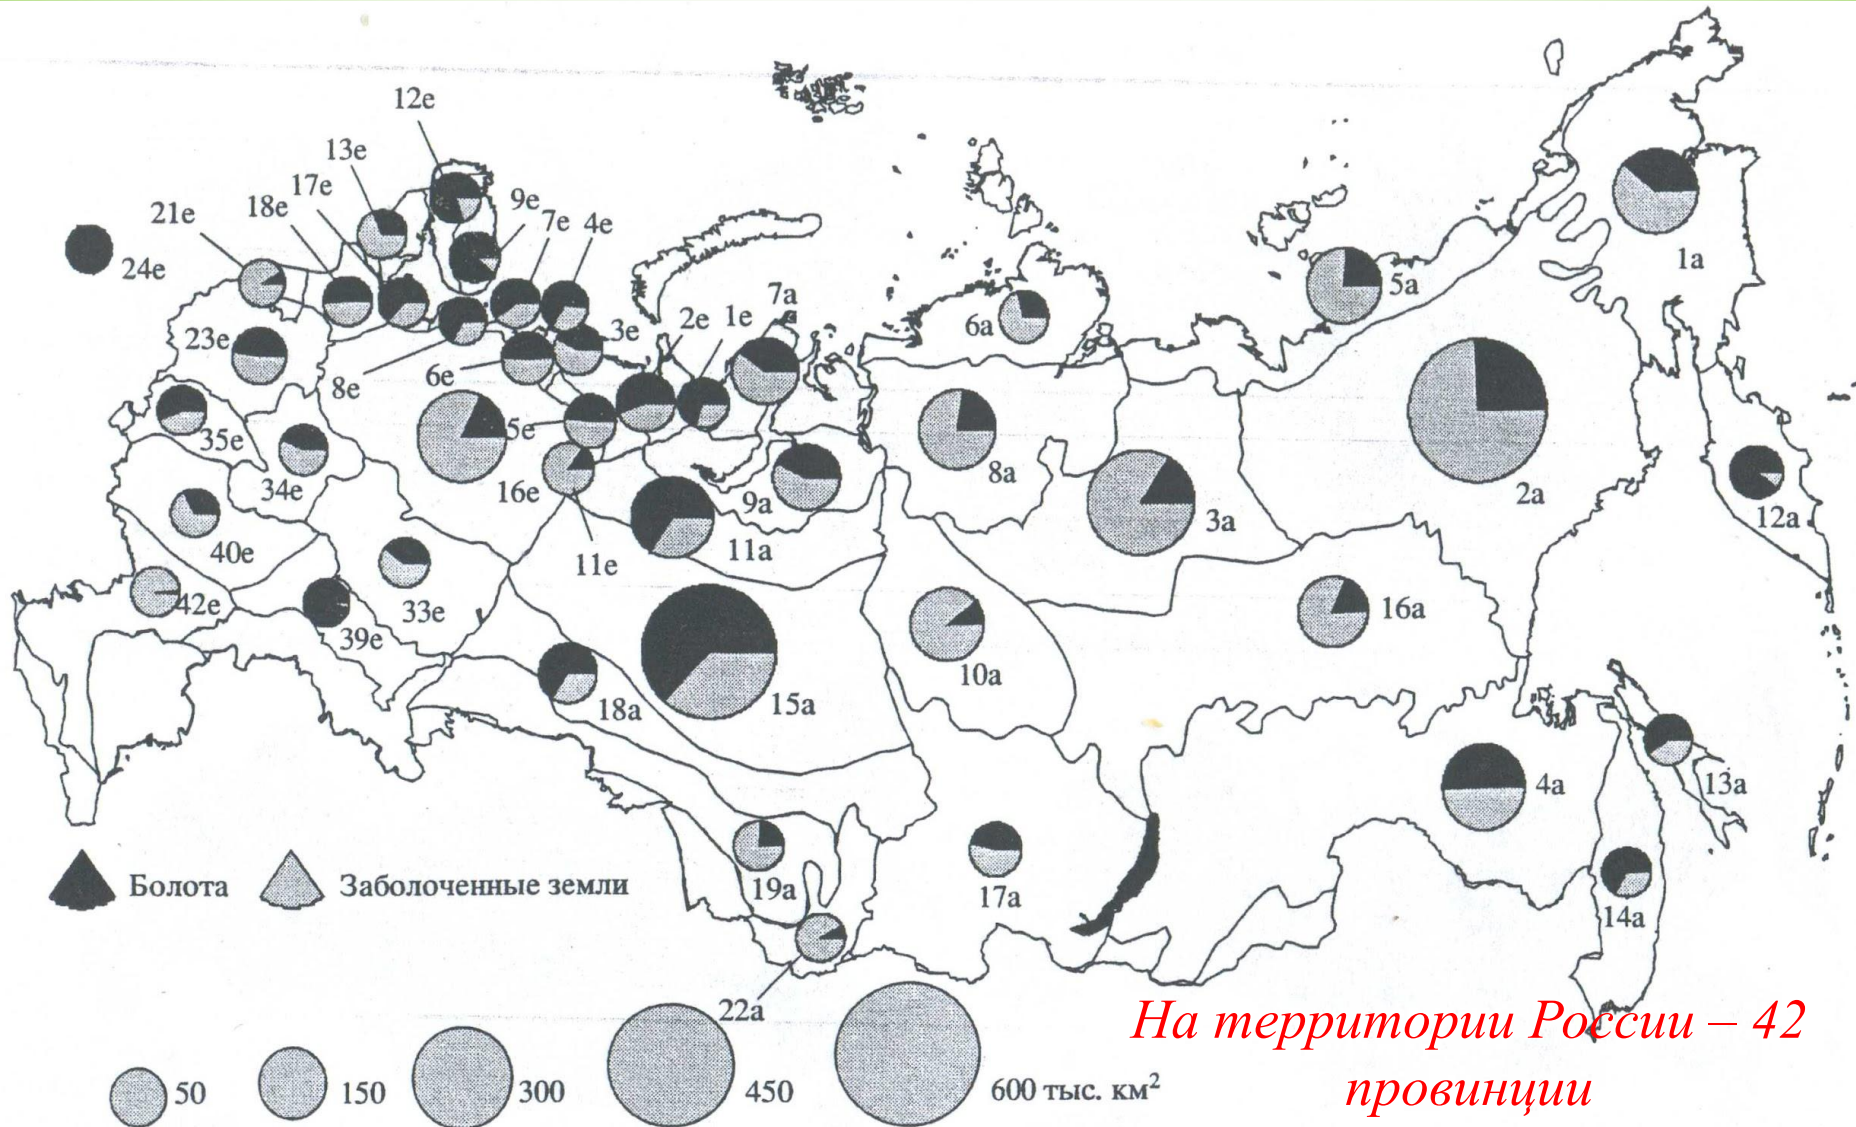 12е
13е
17е
9е
18е
7е
4е
21е
24е
1а
7а
5а
2е
1е
3е
6а
23е
8е
6е
35е
5е
8а
34е
16е
9а
3а
2а
12а
40е
11е
11а
42е
33е
39е
16а
10а
18а
15а
4а
13а
Болота
Заболоченные земли
19а
17а
14а
22а
На территории России – 42
провинции
50
150
300
450
600 тыс. км²